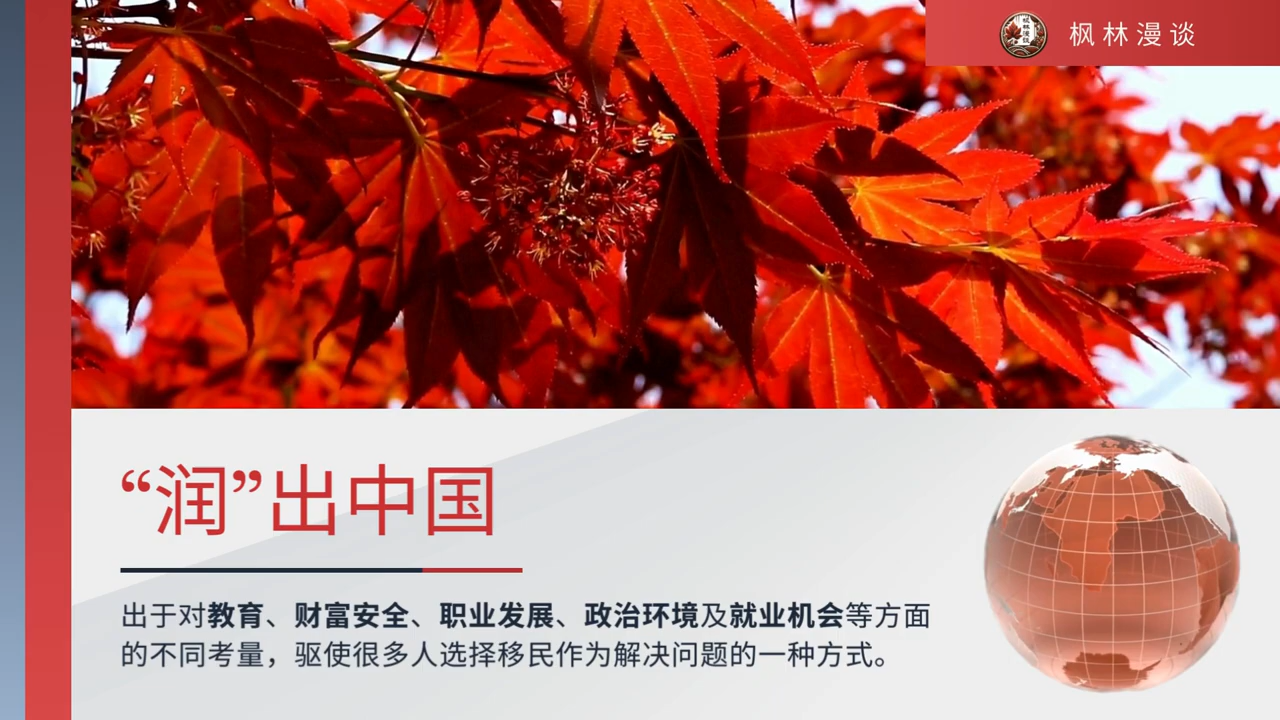 枫林漫谈
“润”出中国
出于对教育、财富安全、职业发展、政治环境及就业机会等方面
的不同考量，驱使很多人选择移民作为解决问题的一种方式。